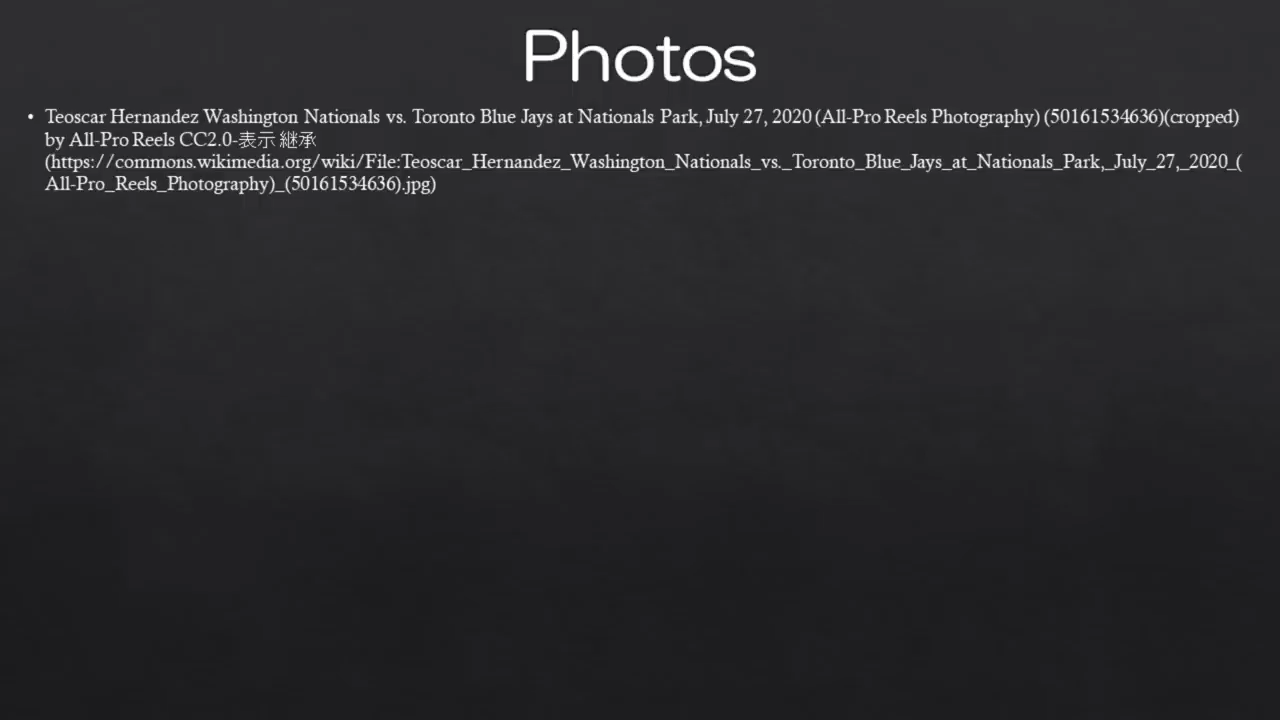 Photos
• Teoscar Hernandez Washington Nationals vs. Toronto Blue Jays at Nationals Park, July 27, 2020 (All-Pro Reels Photography) (50161534636)(cropped)
by All-Pro Reels CC2.0-表示 継承
(https://commons.wikimedia.org/wiki/File:Teoscar_Hernandez_Washington_Nationals_vs._Toronto_Blue_Jays_at_Nationals_Park,_July_27,_2020_(
All-Pro_Reels_Photography)_(50161534636).jpg)